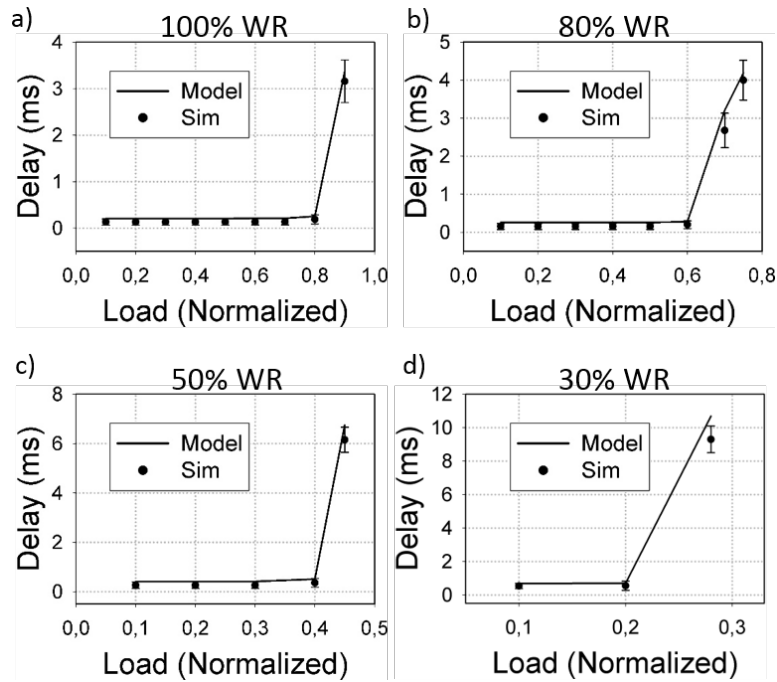 a)
100% WR
4
3
2
1
0
Delay (ms)
Model
Sim
0,0 0,2 0,4 0,6 0,8 1,0
Load (Normalized)
b)
80% WR
5
4
3
2
1
0
Delay (ms)
Model
Sim
0,0 0,2 0,4 0,6 0,8
Load (Normalized)
c)
50% WR
8
6
4
2
0
Delay (ms)
Model
Sim
0,0 0,1 0,2 0,3 0,4 0,5
Load (Normalized)
d)
30% WR
12
10
8
6
4
2
0
Delay (ms)
Model
Sim
0,1 0,2 0,3
Load (Normalized)